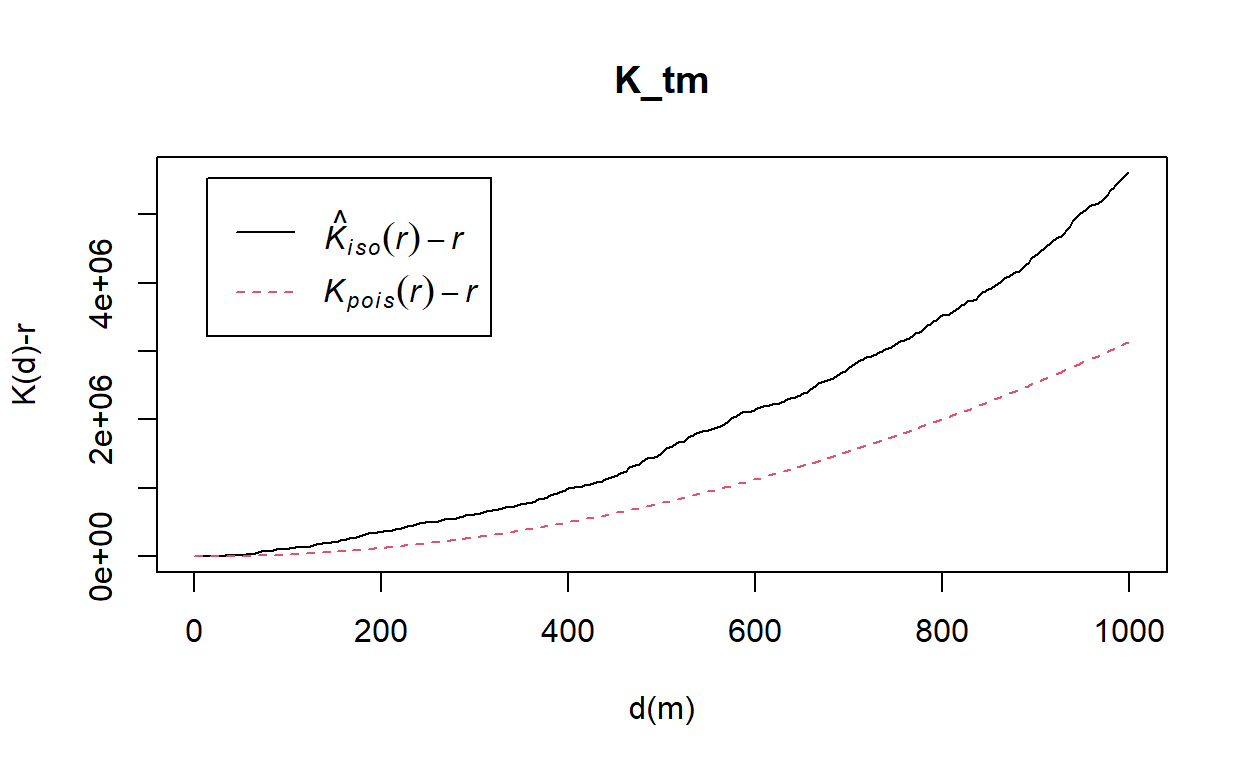 K_tm
K̂iso(r) − r
Kpois(r) − r
K(d)-r
0e+00 2e+06 4e+06
0 200 400 600 800 1000
d(m)